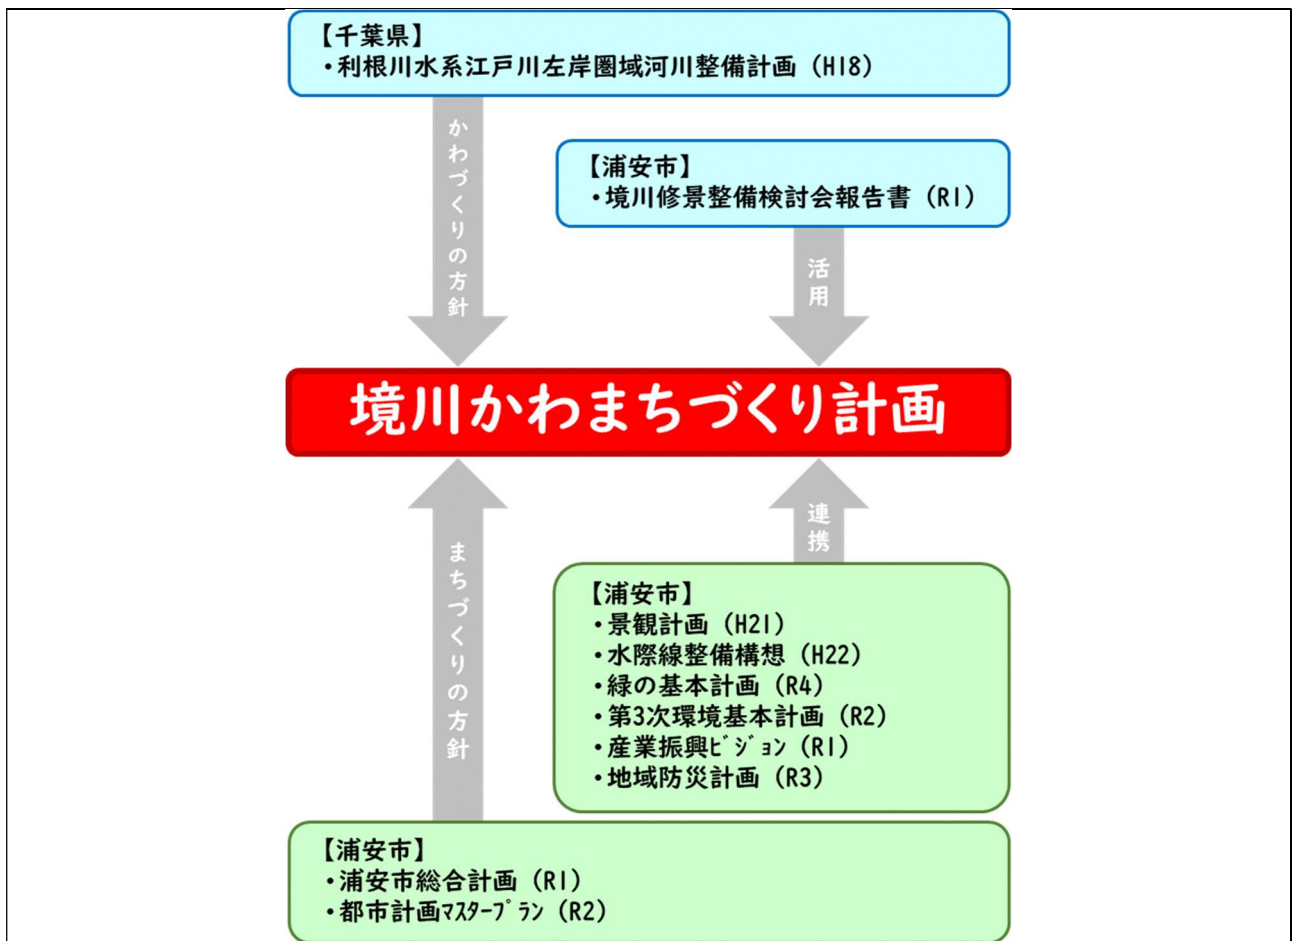 【千葉県】
・利根川水系江戸川左岸圏域河川整備計画（H18）
かわづくりの方針
【浦安市】
・境川修景整備検討会報告書（R1）
活用
境川かわまちづくり計画
まちづくりの方針
連携
【浦安市】
・景観計画（H21）
・水際線整備構想（H22）
・緑の基本計画（R4）
・第3次環境基本計画（R2）
・産業振興ﾋﾞｼﾞｮﾝ（R1）
・地域防災計画（R3）
【浦安市】
・浦安市総合計画（R1）
・都市計画ﾏｽﾀｰﾌﾟﾗﾝ（R2）